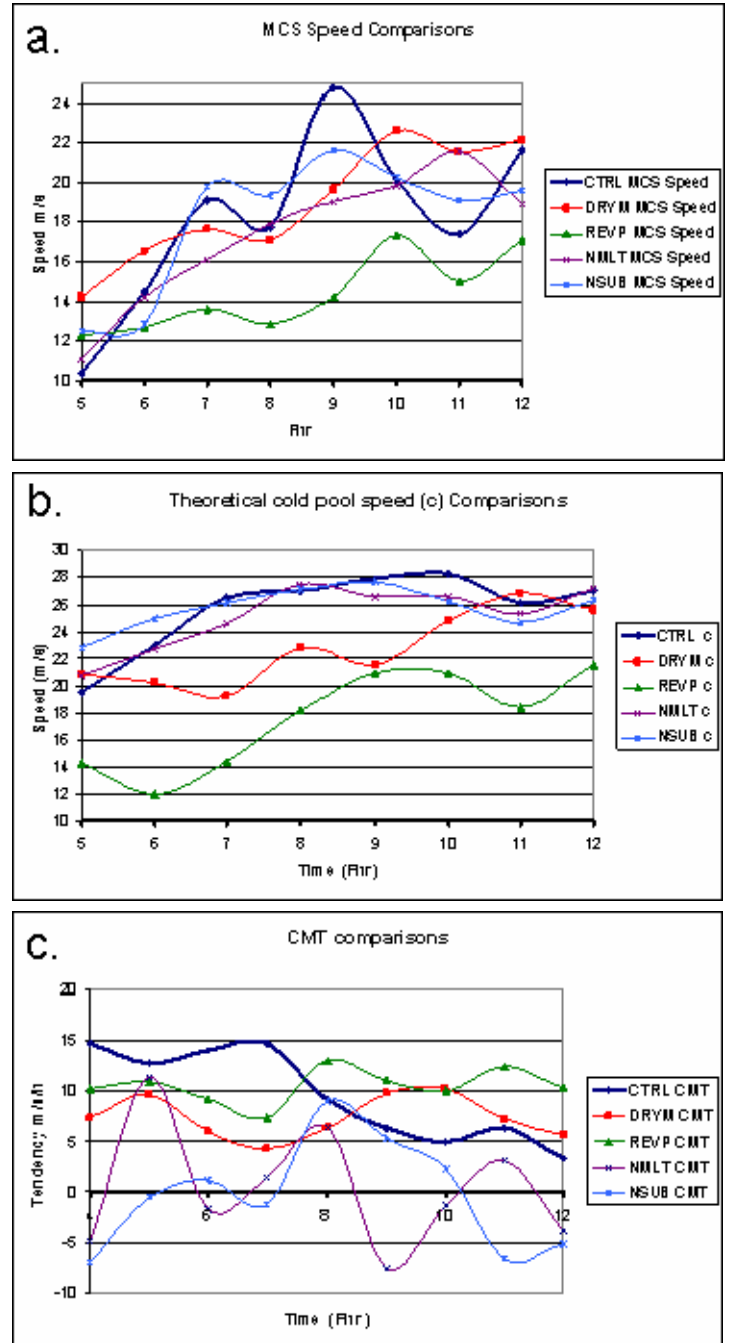 a.
MCS Speed Comparisons
Speed m/s
24
22
20
18
16
14
12
10
5 6 7 8 9 10 11 12
Fhr
CTRL MCS Speed
DRYM MCS Speed
REVP MCS Speed
NMLT MCS Speed
NSUB MCS Speed
b.
Theoretical cold pool speed (c) Comparisons
Speed (m/s)
30
28
26
24
22
20
18
16
14
12
10
5 6 7 8 9 10 11 12
Time (Fhr)
CTRL c
DRYM c
REVP c
NMLT c
NSUB c
c.
CMT comparisons
Tendency m/s/h
20
15
10
5
0
-5
-10
6 8 10 12
Time (Fhr)
CTRL CMT
DRYM CMT
REVP CMT
NMLT CMT
NSUB CMT